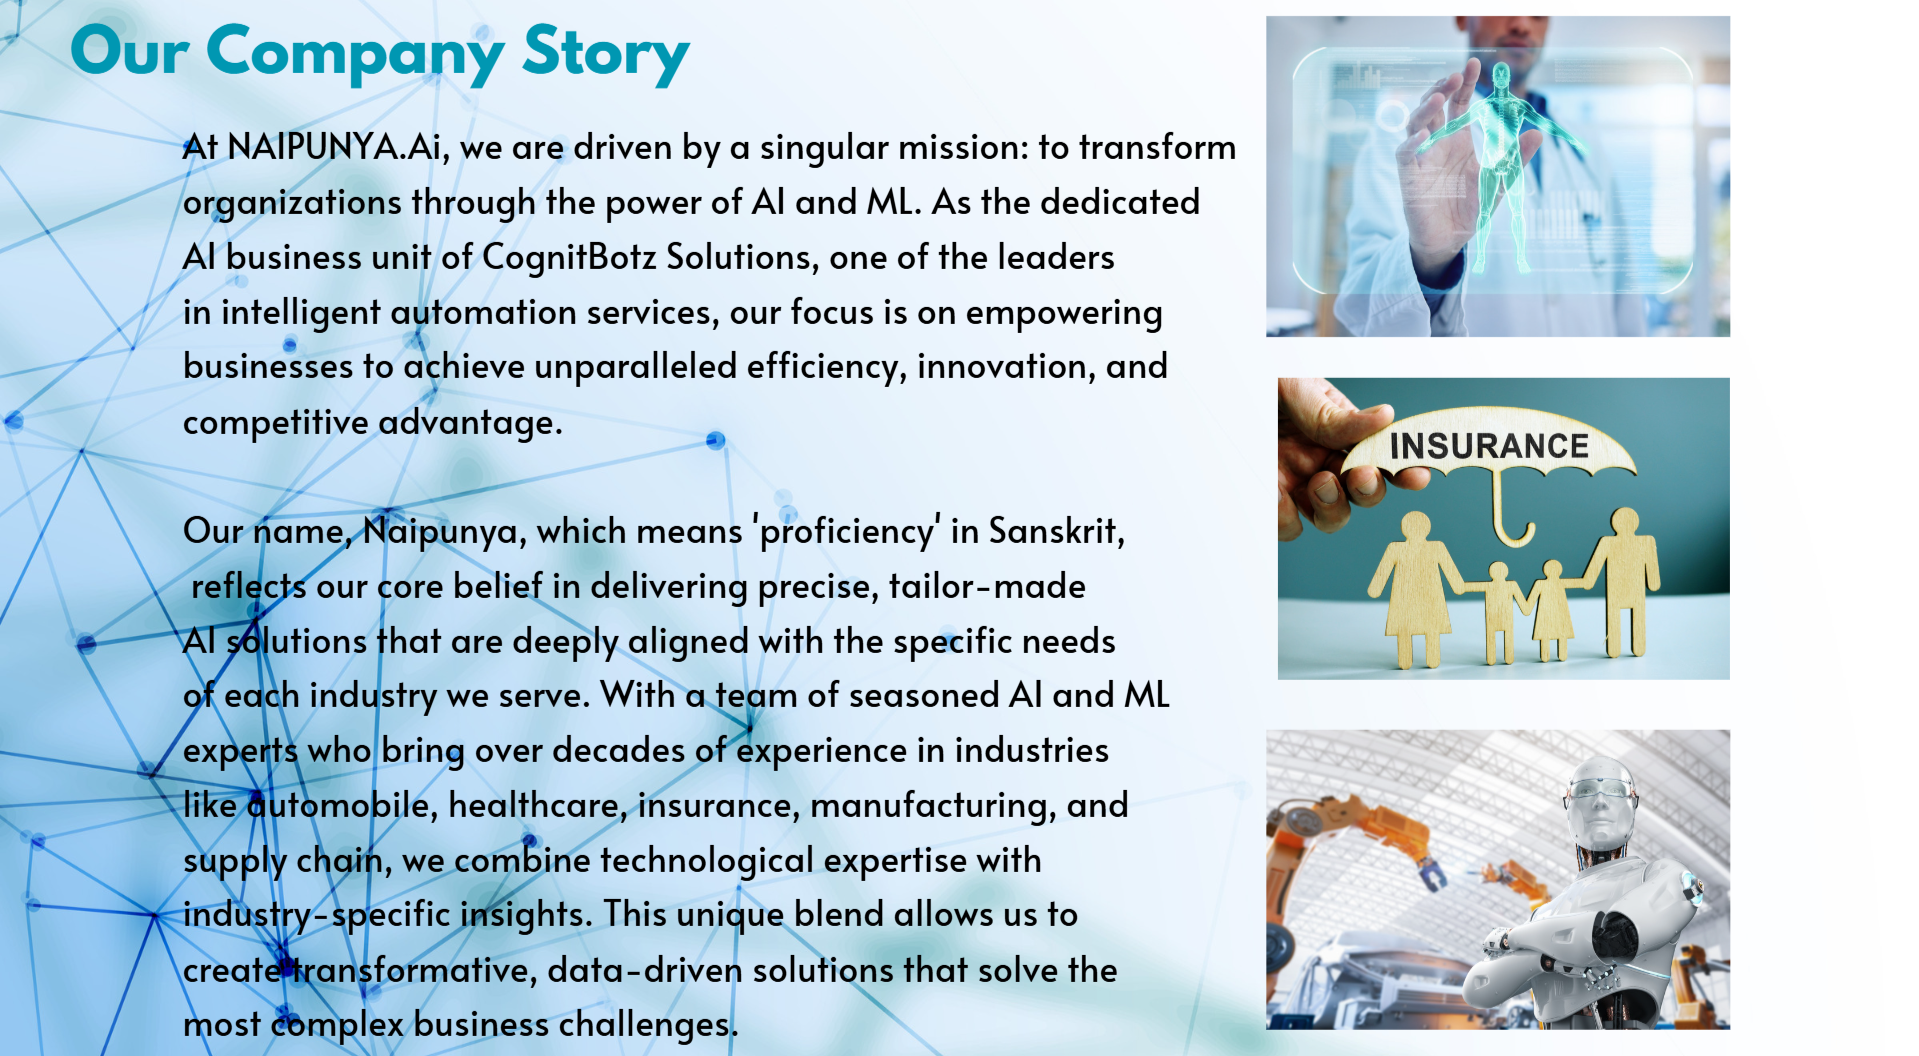 Our Company Story
At NAIPUNYA.Ai, we are driven by a singular mission: to transform
organizations through the power of AI and ML. As the dedicated
AI business unit of CognitBotz Solutions, one of the leaders
in intelligent automation services, our focus is on empowering
businesses to achieve unparalleled efficiency, innovation, and
competitive advantage.
Our name, Naipunya, which means 'proficiency' in Sanskrit,
reflects our core belief in delivering precise, tailor-made
AI solutions that are deeply aligned with the specific needs
of each industry we serve. With a team of seasoned AI and ML
experts who bring over decades of experience in industries
like automobile, healthcare, insurance, manufacturing, and
supply chain, we combine technological expertise with
industry-specific insights. This unique blend allows us to
create transformative, data-driven solutions that solve the
most complex business challenges.
INSURANCE